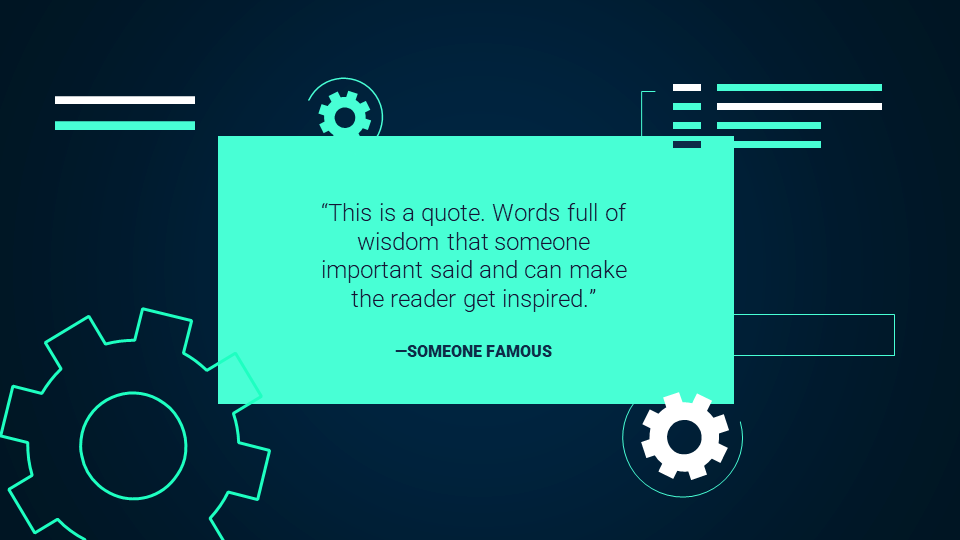 “This is a quote. Words full of
wisdom that someone
important said and can make
the reader get inspired.”
—SOMEONE FAMOUS